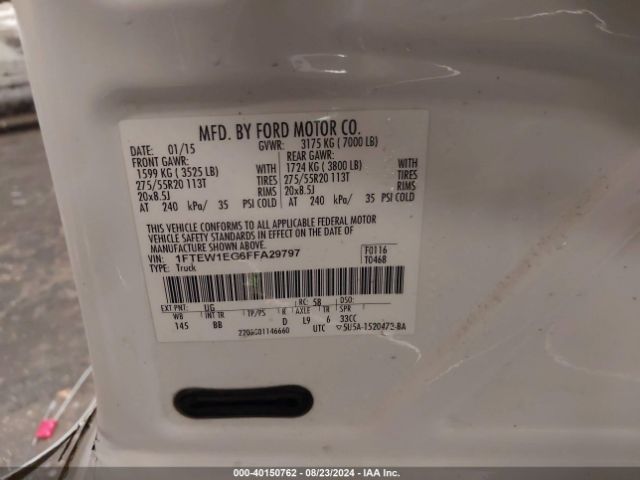 MFD. BY FORD MOTOR CO.
DATE: 01/15 GVWR: 3175 KG ( 7000 LB)
FRONT GAWR: REAR GAWR:
1599 KG ( 3525 LB) WITH 1724 KG ( 3800 LB) WITH
275/55R20 113T TIRES 275/55R20 113T TIRES
20x8.5J RIMS 20x8.5J RIMS
AT 240 kPa/ 35 PSI COLD AT 240 kPa/ 35 PSI COLD
THIS VEHICLE CONFORMS TO ALL APPLICABLE FEDERAL MOTOR
VEHICLE SAFETY STANDARDS IN EFFECT ON THE DATE OF
MANUFACTURE SHOWN ABOVE.
VIN: 1FTEW1EG6FFA29797 F0116
TYPE: Truck T0468
EXT PNT: UG RC: 58 DSO:
WB INT TR TP/PS R AXLE TR SPR
145 BB D L9 6 33CC
UTC
000-40150762 - 08/23/2024 - IAA Inc.